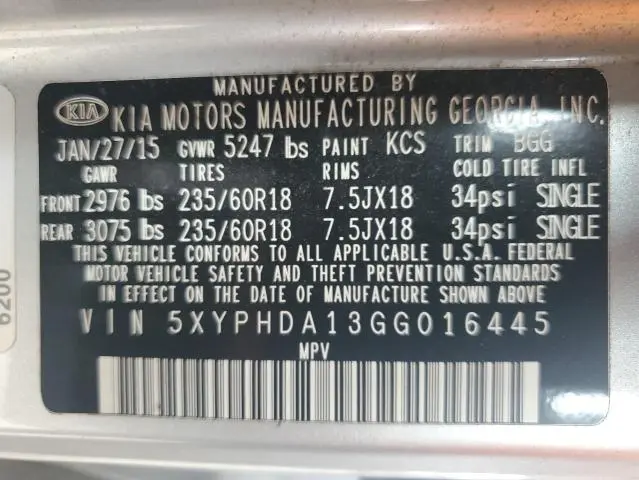 MANUFACTURED BY
KIA KIA MOTORS MANUFACTURING GEORGIA, INC.
JAN/27/15 GVWR 5247 lbs PAINT KCS TRIM BGG
GAWR TIRES RIMS COLD TIRE INFL
FRONT 2976 lbs 235/60R18 7.5JX18 34psi SINGLE
REAR 3075 lbs 235/60R18 7.5JX18 34psi SINGLE
THIS VEHICLE CONFORMS TO ALL APPLICABLE U.S.A. FEDERAL
MOTOR VEHICLE SAFETY AND THEFT PREVENTION STANDARDS
IN EFFECT ON THE DATE OF MANUFACTURE SHOWN ABOVE.
VIN 5XYPHDA13GG016445
MPV
6200